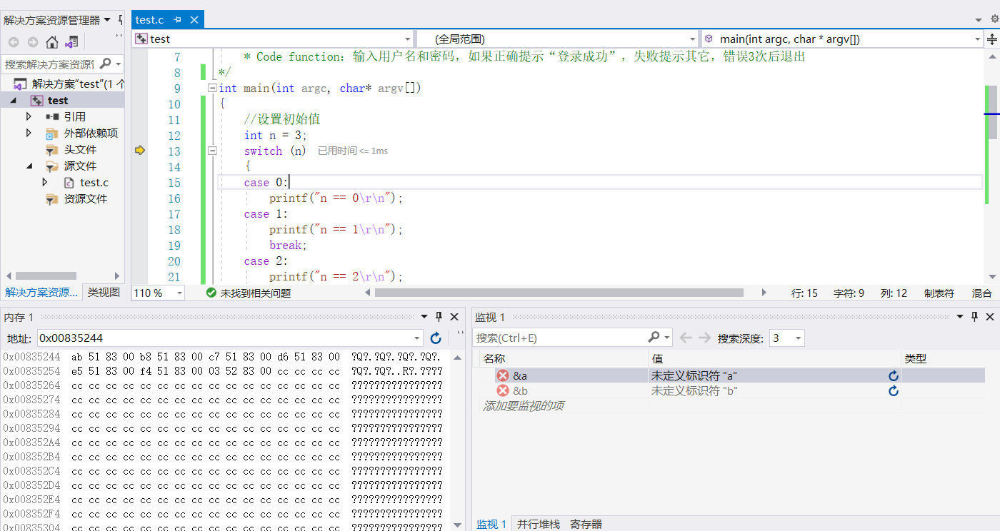 解决方案资源管理器
搜索解决方案资源管
解决方案"test"(1 个
test
引用
外部依赖项
头文件
源文件
test.c
资源文件
解决方案资源... 类视图
test.c
test (全局范围) main(int argc, char * argv[])
7 * Code function: 输入用户名和密码，如果正确提示“登录成功”，失败提示其它，错误3次后退出
8 */
9 int main(int argc, char* argv[])
10 {
11 //设置初始值
12 int n = 3;
13 switch (n) 已用时间 <= 1ms
14 {
15 case 0:
16 printf("n == 0\r\n");
17 case 1:
18 printf("n == 1\r\n");
19 break;
20 case 2:
21 printf("n == 2\r\n");
110 % 未找到相关问题 行: 15 字符: 9 列: 12 制表符 混合
内存 1
地址: 0x00835244
0x00835244 ab 51 83 00 b8 51 83 00 c7 51 83 00 d6 51 83 00 ?Q?.?Q?.?Q?.?Q?.
0x00835254 e5 51 83 00 f4 51 83 00 03 52 83 00 cc cc cc cc ?Q?.?Q?..R?.????
0x00835264 cc cc cc cc cc cc cc cc cc cc cc cc cc cc cc cc ????????????????
0x00835274 cc cc cc cc cc cc cc cc cc cc cc cc cc cc cc cc ????????????????
0x00835284 cc cc cc cc cc cc cc cc cc cc cc cc cc cc cc cc ????????????????
0x00835294 cc cc cc cc cc cc cc cc cc cc cc cc cc cc cc cc ????????????????
0x008352A4 cc cc cc cc cc cc cc cc cc cc cc cc cc cc cc cc ????????????????
0x008352B4 cc cc cc cc cc cc cc cc cc cc cc cc cc cc cc cc ????????????????
0x008352C4 cc cc cc cc cc cc cc cc cc cc cc cc cc cc cc cc ????????????????
0x008352D4 cc cc cc cc cc cc cc cc cc cc cc cc cc cc cc cc ????????????????
0x008352E4 cc cc cc cc cc cc cc cc cc cc cc cc cc cc cc cc ????????????????
0x008352F4 cc cc cc cc cc cc cc cc cc cc cc cc cc cc cc cc ????????????????
0x00835304 cc cc cc cc cc cc cc cc cc cc cc cc cc cc cc cc ????????????????
监视 1
搜索(Ctrl+E) 搜索深度: 3
名称 值 类型
&a 未定义标识符 "a"
&b 未定义标识符 "b"
添加要监视的项
监视 1 并行堆栈 寄存器